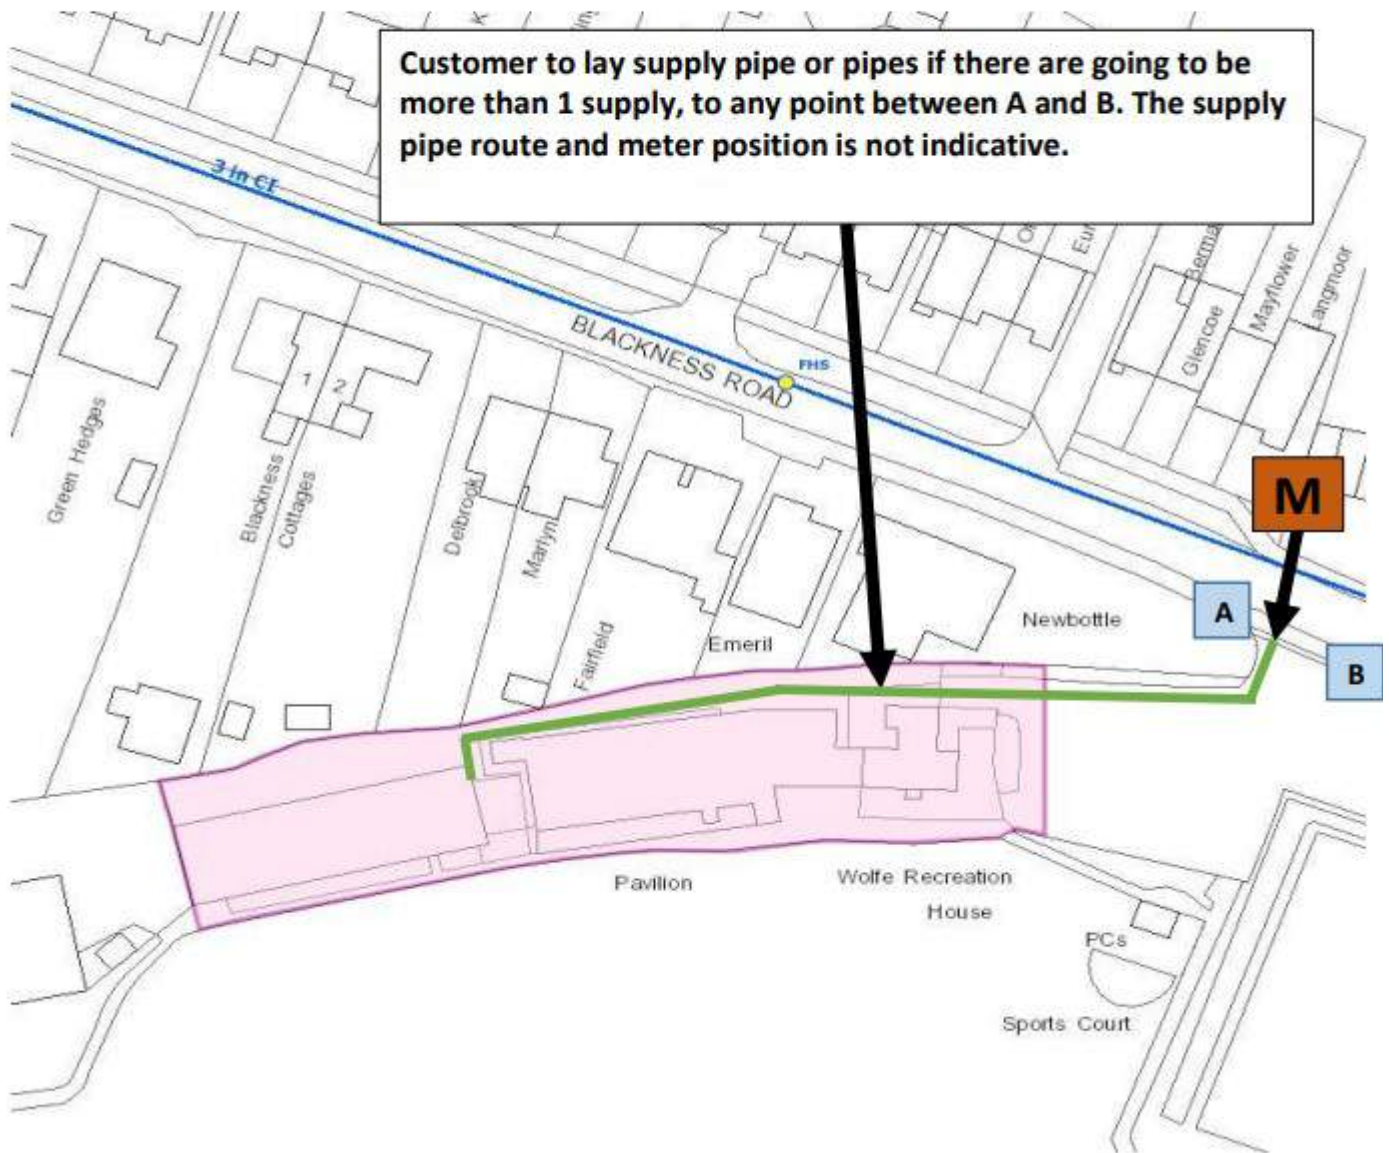 Customer to lay supply pipe or pipes if there are going to be
more than 1 supply, to any point between A and B. The supply
pipe route and meter position is not indicative.
3 in CI
BLACKNESS ROAD
FHS
Glencoe
Mayflower
Langmoor
M
A
B
Green Hedges
1
2
Blackness
Cottages
Delbrook
Marlyn
Fairfield
Emeril
Newbottle
Pavilion
Wolfe Recreation
House
PCs
Sports Court